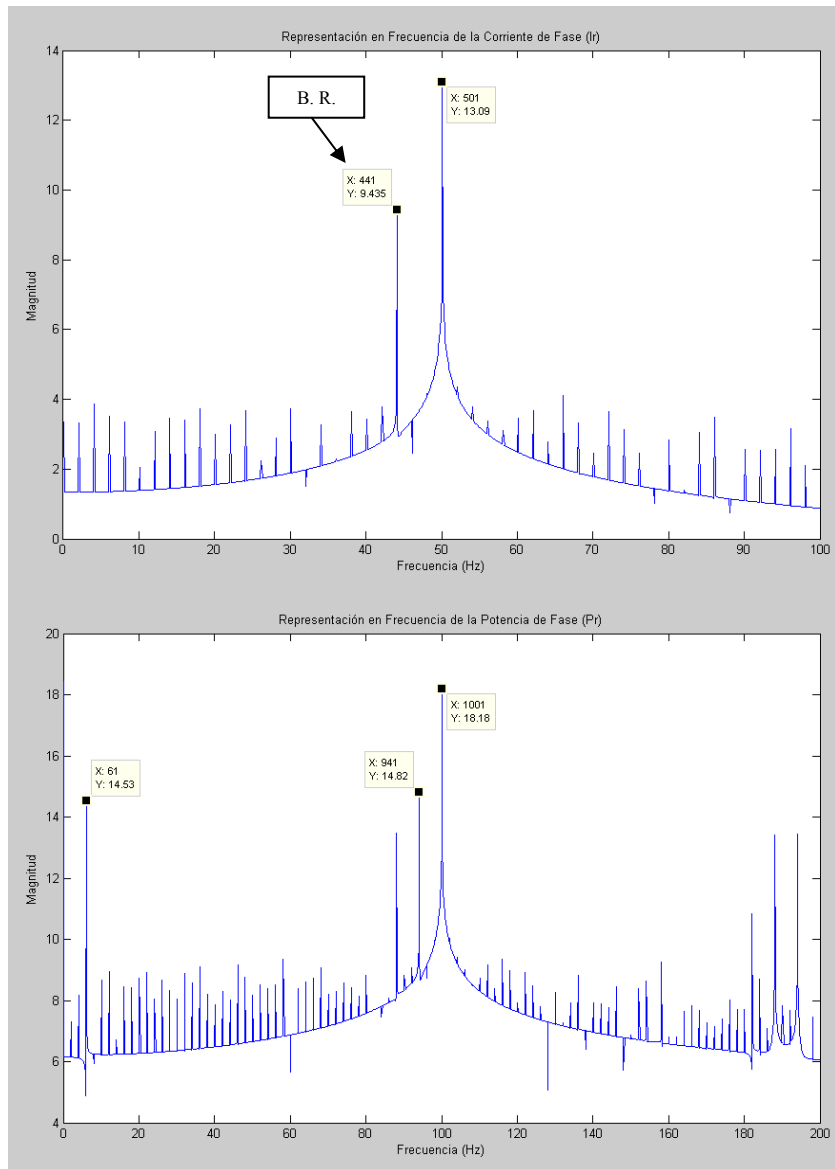 Representación en Frecuencia de la Corriente de Fase (Ir)
14
12
10
8
6
4
2
0
Magnitud
B. R.
X: 441
Y: 9.435
X: 501
Y: 13.09
0 10 20 30 40 50 60 70 80 90 100
Frecuencia (Hz)
Representación en Frecuencia de la Potencia de Fase (Pr)
20
18
16
14
12
10
8
6
4
Magnitud
X: 61
Y: 14.53
X: 941
Y: 14.82
X: 1001
Y: 18.18
0 20 40 60 80 100 120 140 160 180 200
Frecuencia (Hz)